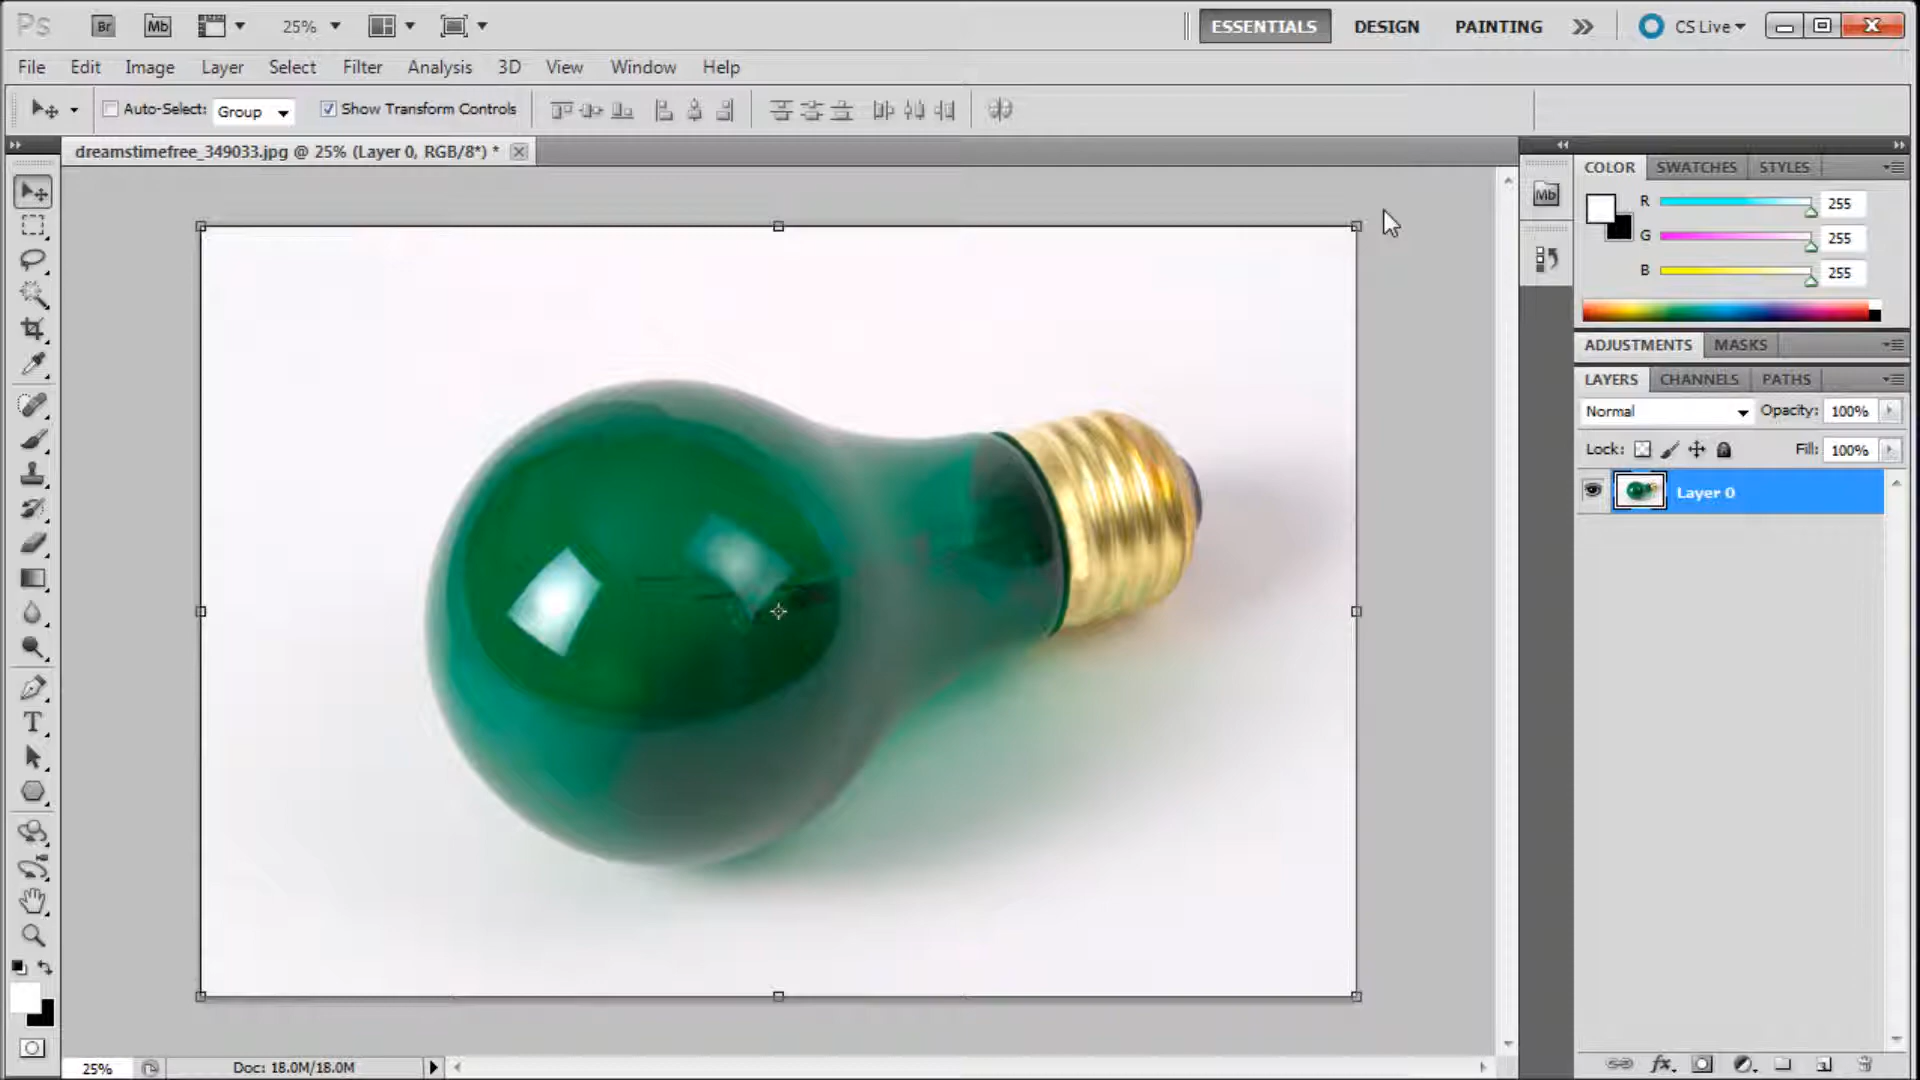 Ps Br Mb 25% ESSENTIALS DESIGN PAINTING CS Live
File Edit Image Layer Select Filter Analysis 3D View Window Help
Auto-Select: Group Show Transform Controls
dreamstimefree_349033.jpg @ 25% (Layer 0, RGB/8*) *
Mb
COLOR SWATCHES STYLES
R 255
G 255
B 255
ADJUSTMENTS MASKS
LAYERS CHANNELS PATHS
Normal Opacity: 100%
Lock: Fill: 100%
Layer 0
T
25% Doc: 18.0M/18.0M
fx